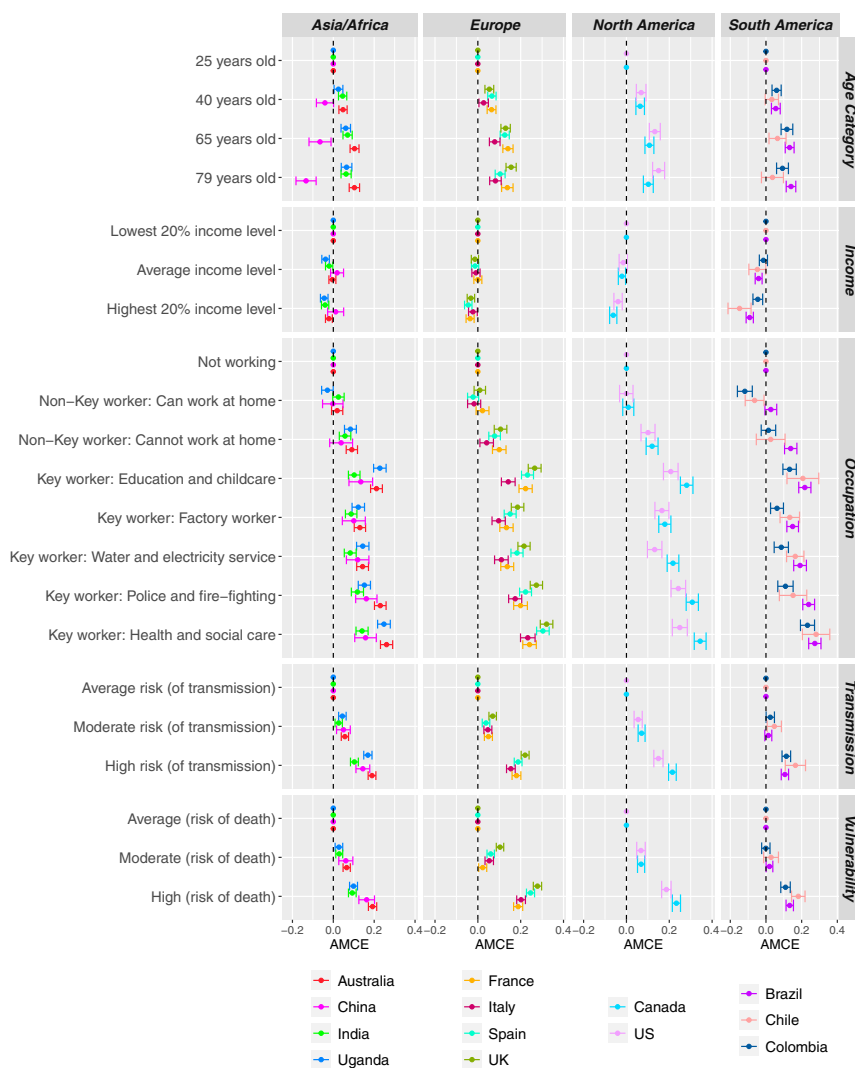 Asia/Africa Europe North America South America
Age Category
25 years old
40 years old
65 years old
79 years old
Income
Lowest 20% income level
Average income level
Highest 20% income level
Occupation
Not working
Non−Key worker: Can work at home
Non−Key worker: Cannot work at home
Key worker: Education and childcare
Key worker: Factory worker
Key worker: Water and electricity service
Key worker: Police and fire−fighting
Key worker: Health and social care
Transmission
Average risk (of transmission)
Moderate risk (of transmission)
High risk (of transmission)
Vulnerability
Average (risk of death)
Moderate (risk of death)
High (risk of death)
−0.2 0.0 0.2 0.4 −0.2 0.0 0.2 0.4 −0.2 0.0 0.2 0.4 −0.2 0.0 0.2 0.4
AMCE AMCE AMCE AMCE
Australia
China
India
Uganda
France
Italy
Spain
UK
Canada
US
Brazil
Chile
Colombia